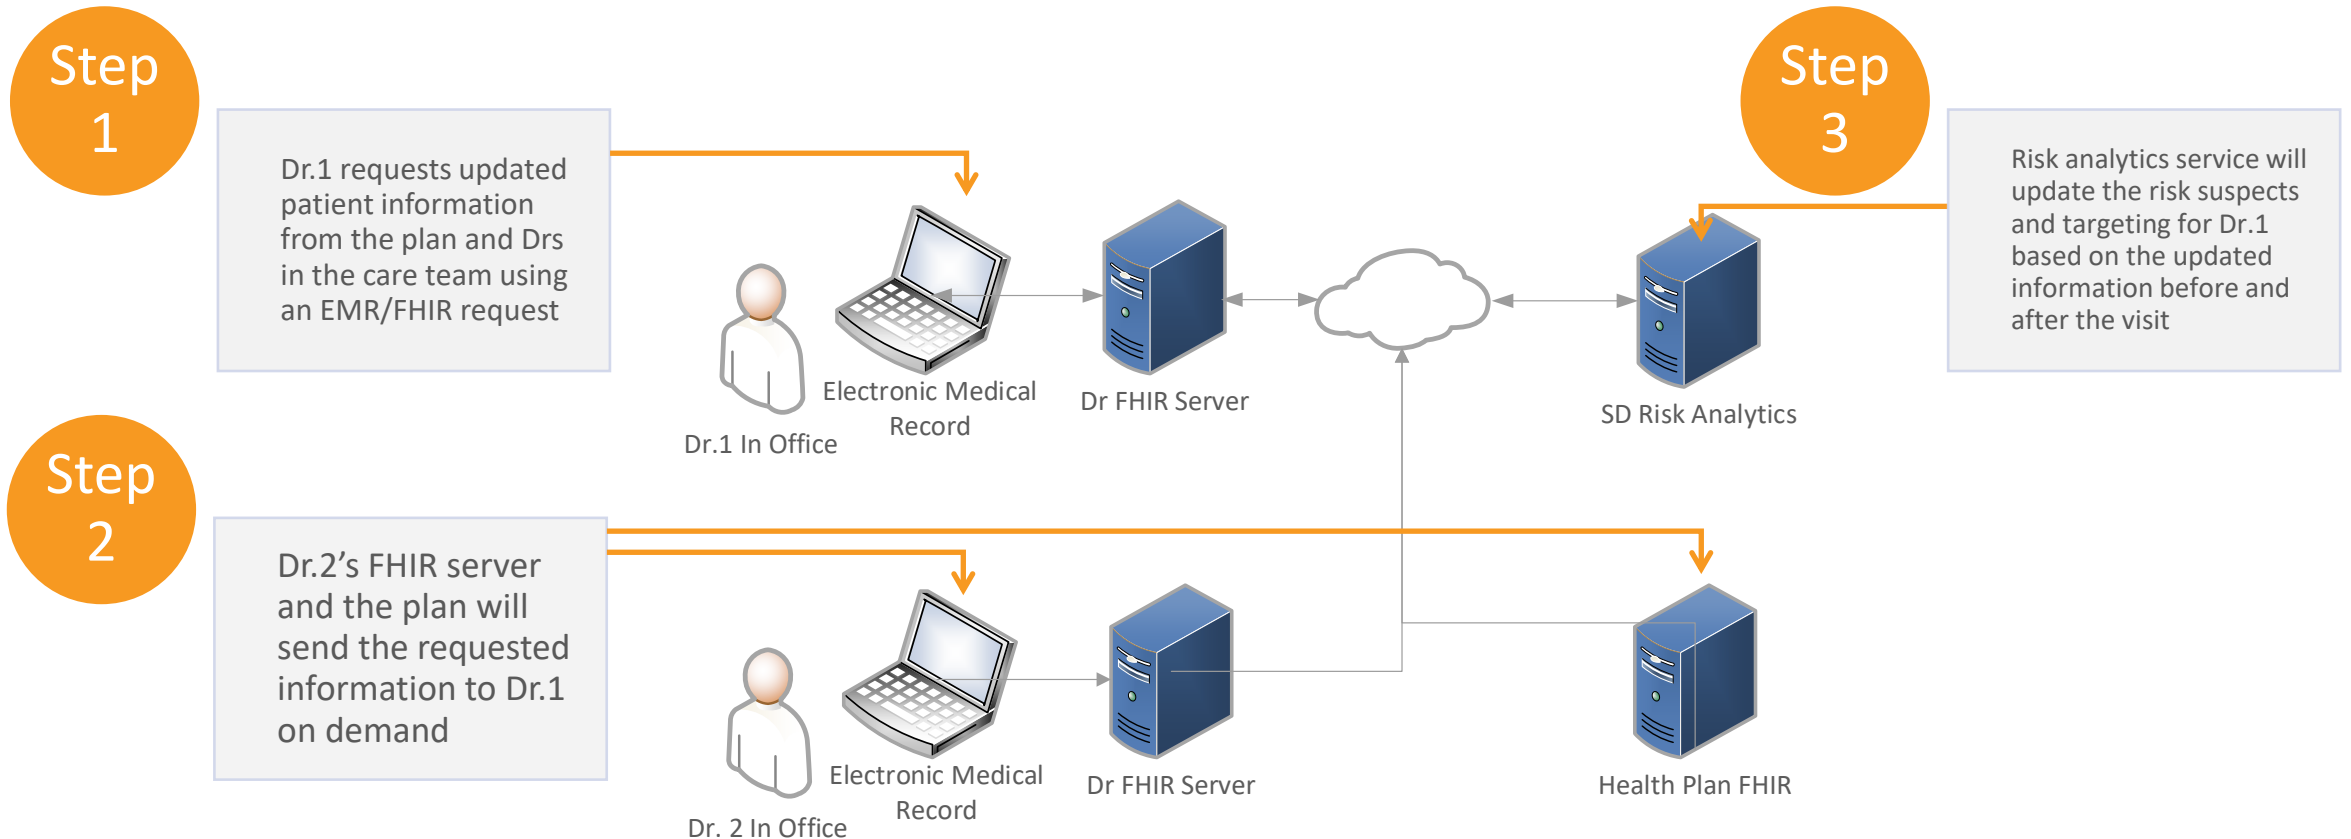 Step
1
Dr.1 requests updated
patient information
from the plan and Drs
in the care team using
an EMR/FHIR request
Electronic Medical
Record
Dr.1 In Office
Dr FHIR Server
SD Risk Analytics
Step
3
Risk analytics service will
update the risk suspects
and targeting for Dr.1
based on the updated
information before and
after the visit
Step
2
Dr.2’s FHIR server
and the plan will
send the requested
information to Dr.1
on demand
Electronic Medical
Record
Dr. 2 In Office
Dr FHIR Server
Health Plan FHIR